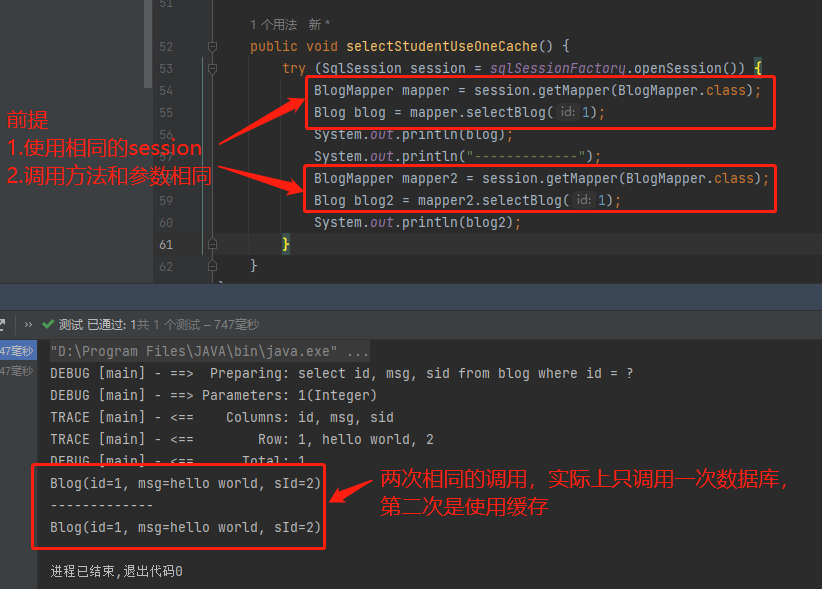 51
1 个用法 新 *
52 public void selectStudentUseOneCache() {
53 try (SqlSession session = sqlSessionFactory.openSession()) {
54 BlogMapper mapper = session.getMapper(BlogMapper.class);
55 Blog blog = mapper.selectBlog( id: 1);
56 System.out.println(blog);
System.out.println("-------------");
BlogMapper mapper2 = session.getMapper(BlogMapper.class);
59 Blog blog2 = mapper2.selectBlog( id: 1);
60 System.out.println(blog2);
61 }
62 }
前提
1.使用相同的session
2.调用方法和参数相同
›› 测试 已通过: 1共 1 个测试 – 747毫秒
47毫秒
47毫秒
"D:\Program Files\JAVA\bin\java.exe" ...
DEBUG [main] - ==>  Preparing: select id, msg, sid from blog where id = ?
DEBUG [main] - ==> Parameters: 1(Integer)
TRACE [main] - <==    Columns: id, msg, sid
TRACE [main] - <==        Row: 1, hello world, 2
DEBUG [main] - <==      Total: 1
Blog(id=1, msg=hello world, sId=2)
-------------
Blog(id=1, msg=hello world, sId=2)
两次相同的调用，实际上只调用一次数据库，
第二次是使用缓存
进程已结束,退出代码0